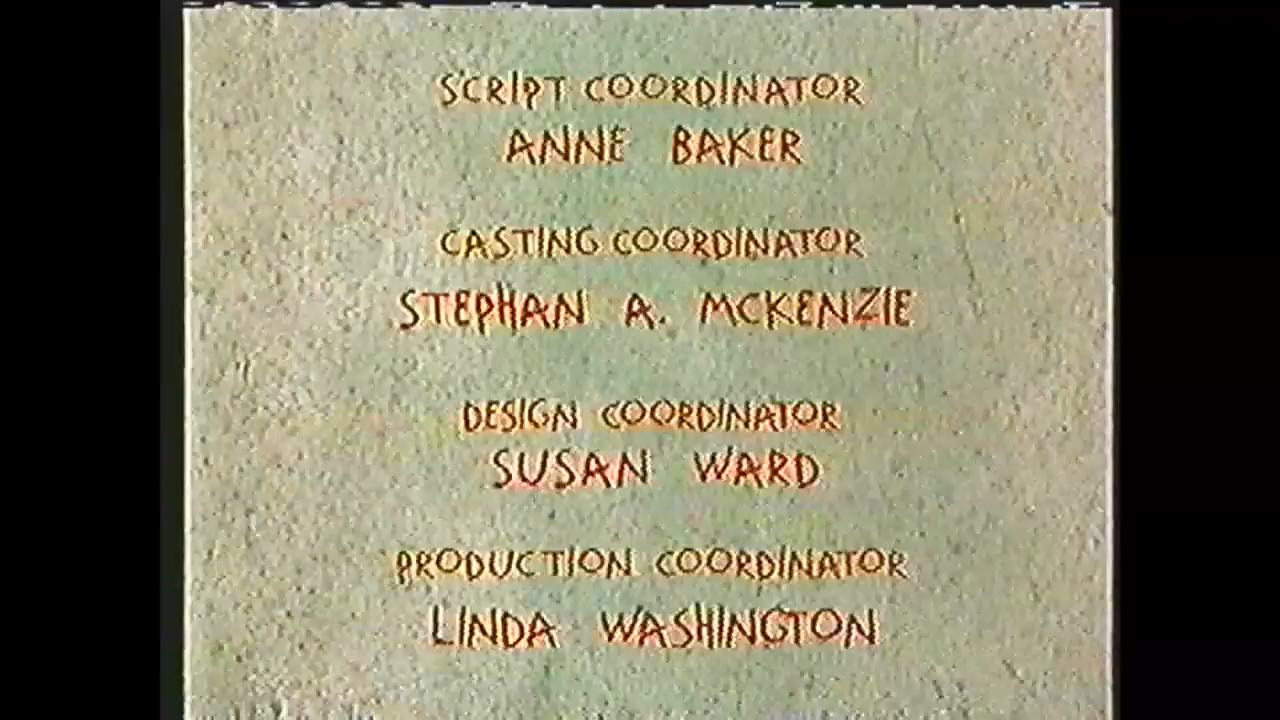 SCRIPT COORDINATOR
ANNE BAKER
CASTING COORDINATOR
STEPHAN A. MCKENZIE
DESIGN COORDINATOR
SUSAN WARD
PRODUCTION COORDINATOR
LINDA WASHINGTON